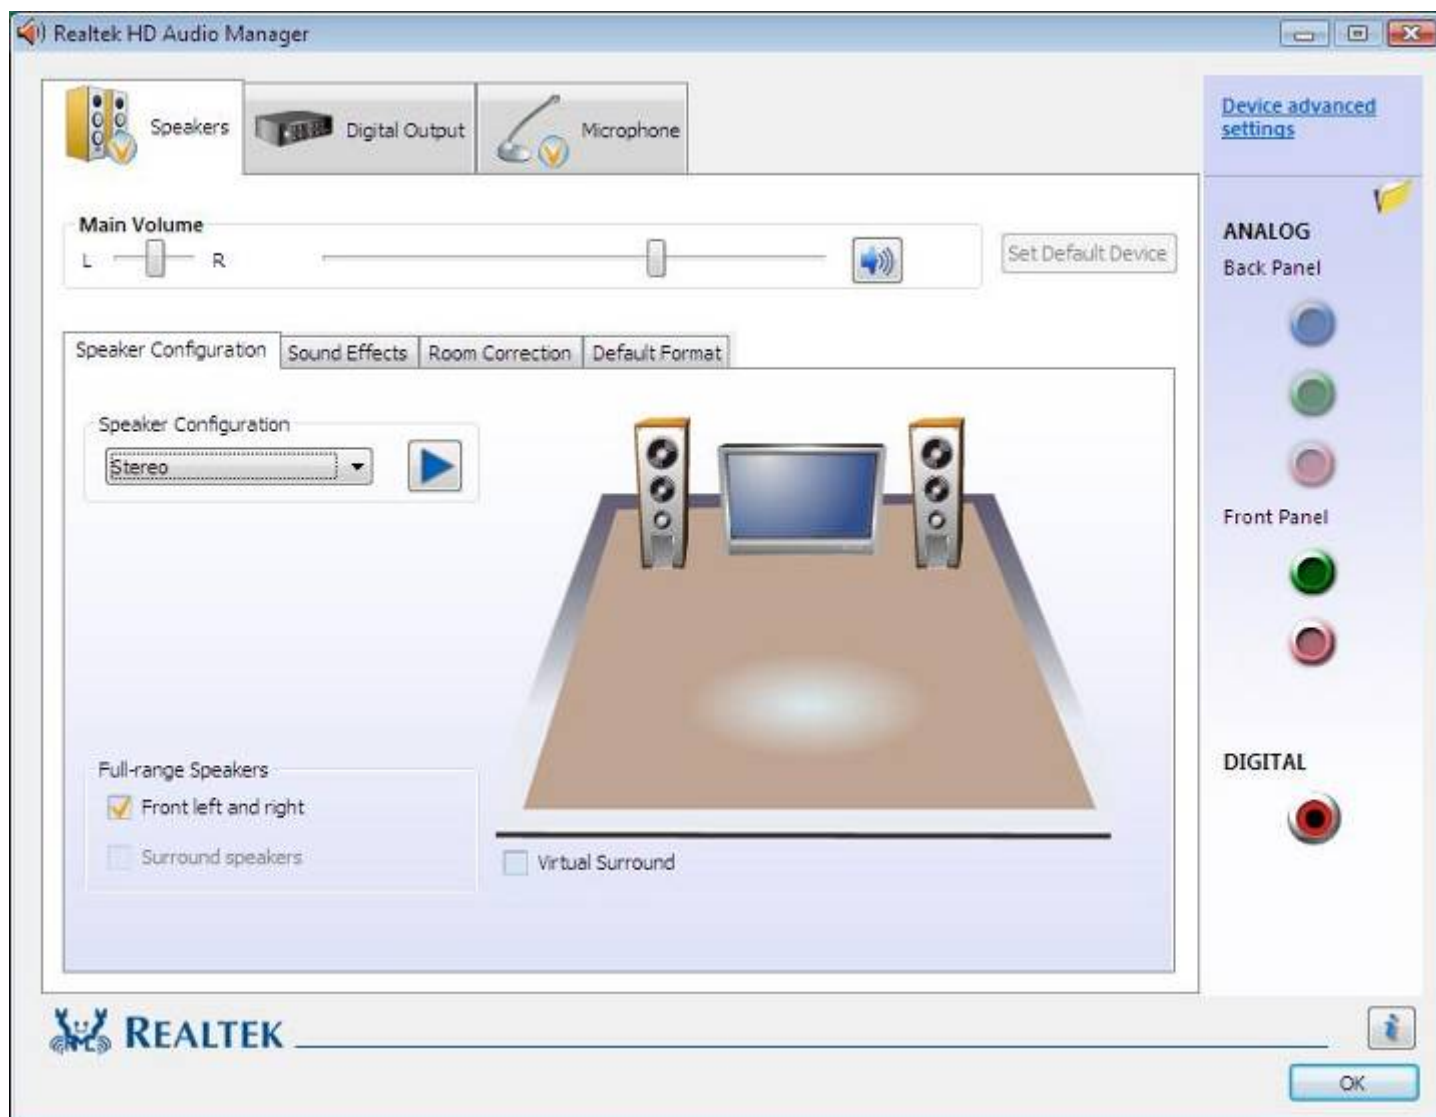 Realtek HD Audio Manager
Speakers
Digital Output
Microphone
Device advanced
settings
Main Volume
L
R
Set Default Device
ANALOG
Back Panel
Speaker Configuration
Sound Effects
Room Correction
Default Format
Speaker Configuration
Stereo
Front Panel
Full-range Speakers
Front left and right
Surround speakers
Virtual Surround
DIGITAL
REALTEK
i
OK